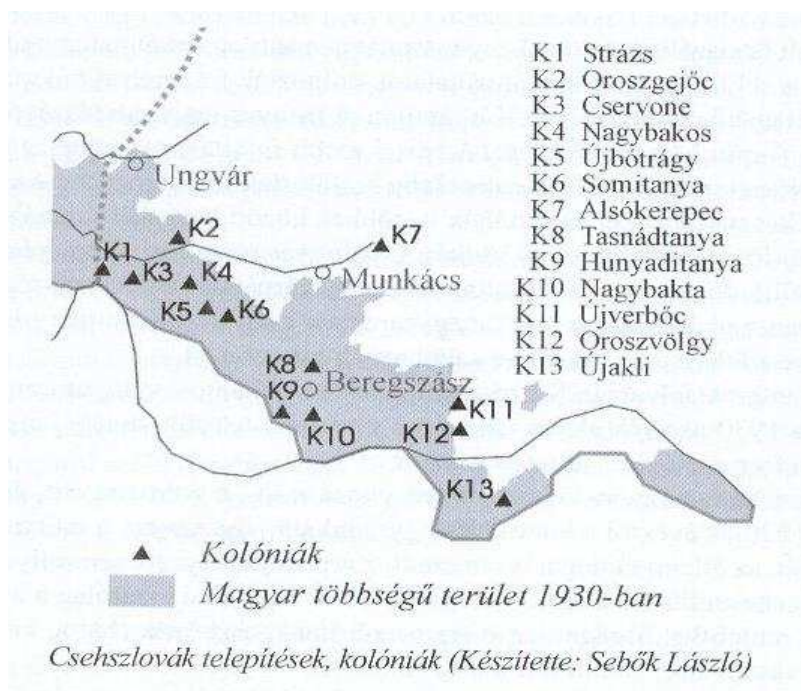 K1 Strázs
K2 Oroszgejőc
K3 Cservone
K4 Nagybakos
K5 Újbótrágy
K6 Somítanya
K7 Alsókerepec
K8 Tasnádtanya
K9 Hunyaditanya
K10 Nagybakta
K11 Újverbőc
K12 Oroszvölgy
K13 Újakli
Ungvár
K2
K7
K1
K3
K4
Munkács
K5
K6
K8
Beregszász
K9
K10
K11
K12
K13
Kolóniák
Magyar többségű terület 1930-ban
Csehszlovák telepítések, kolóniák (Készítette: Sebők László)